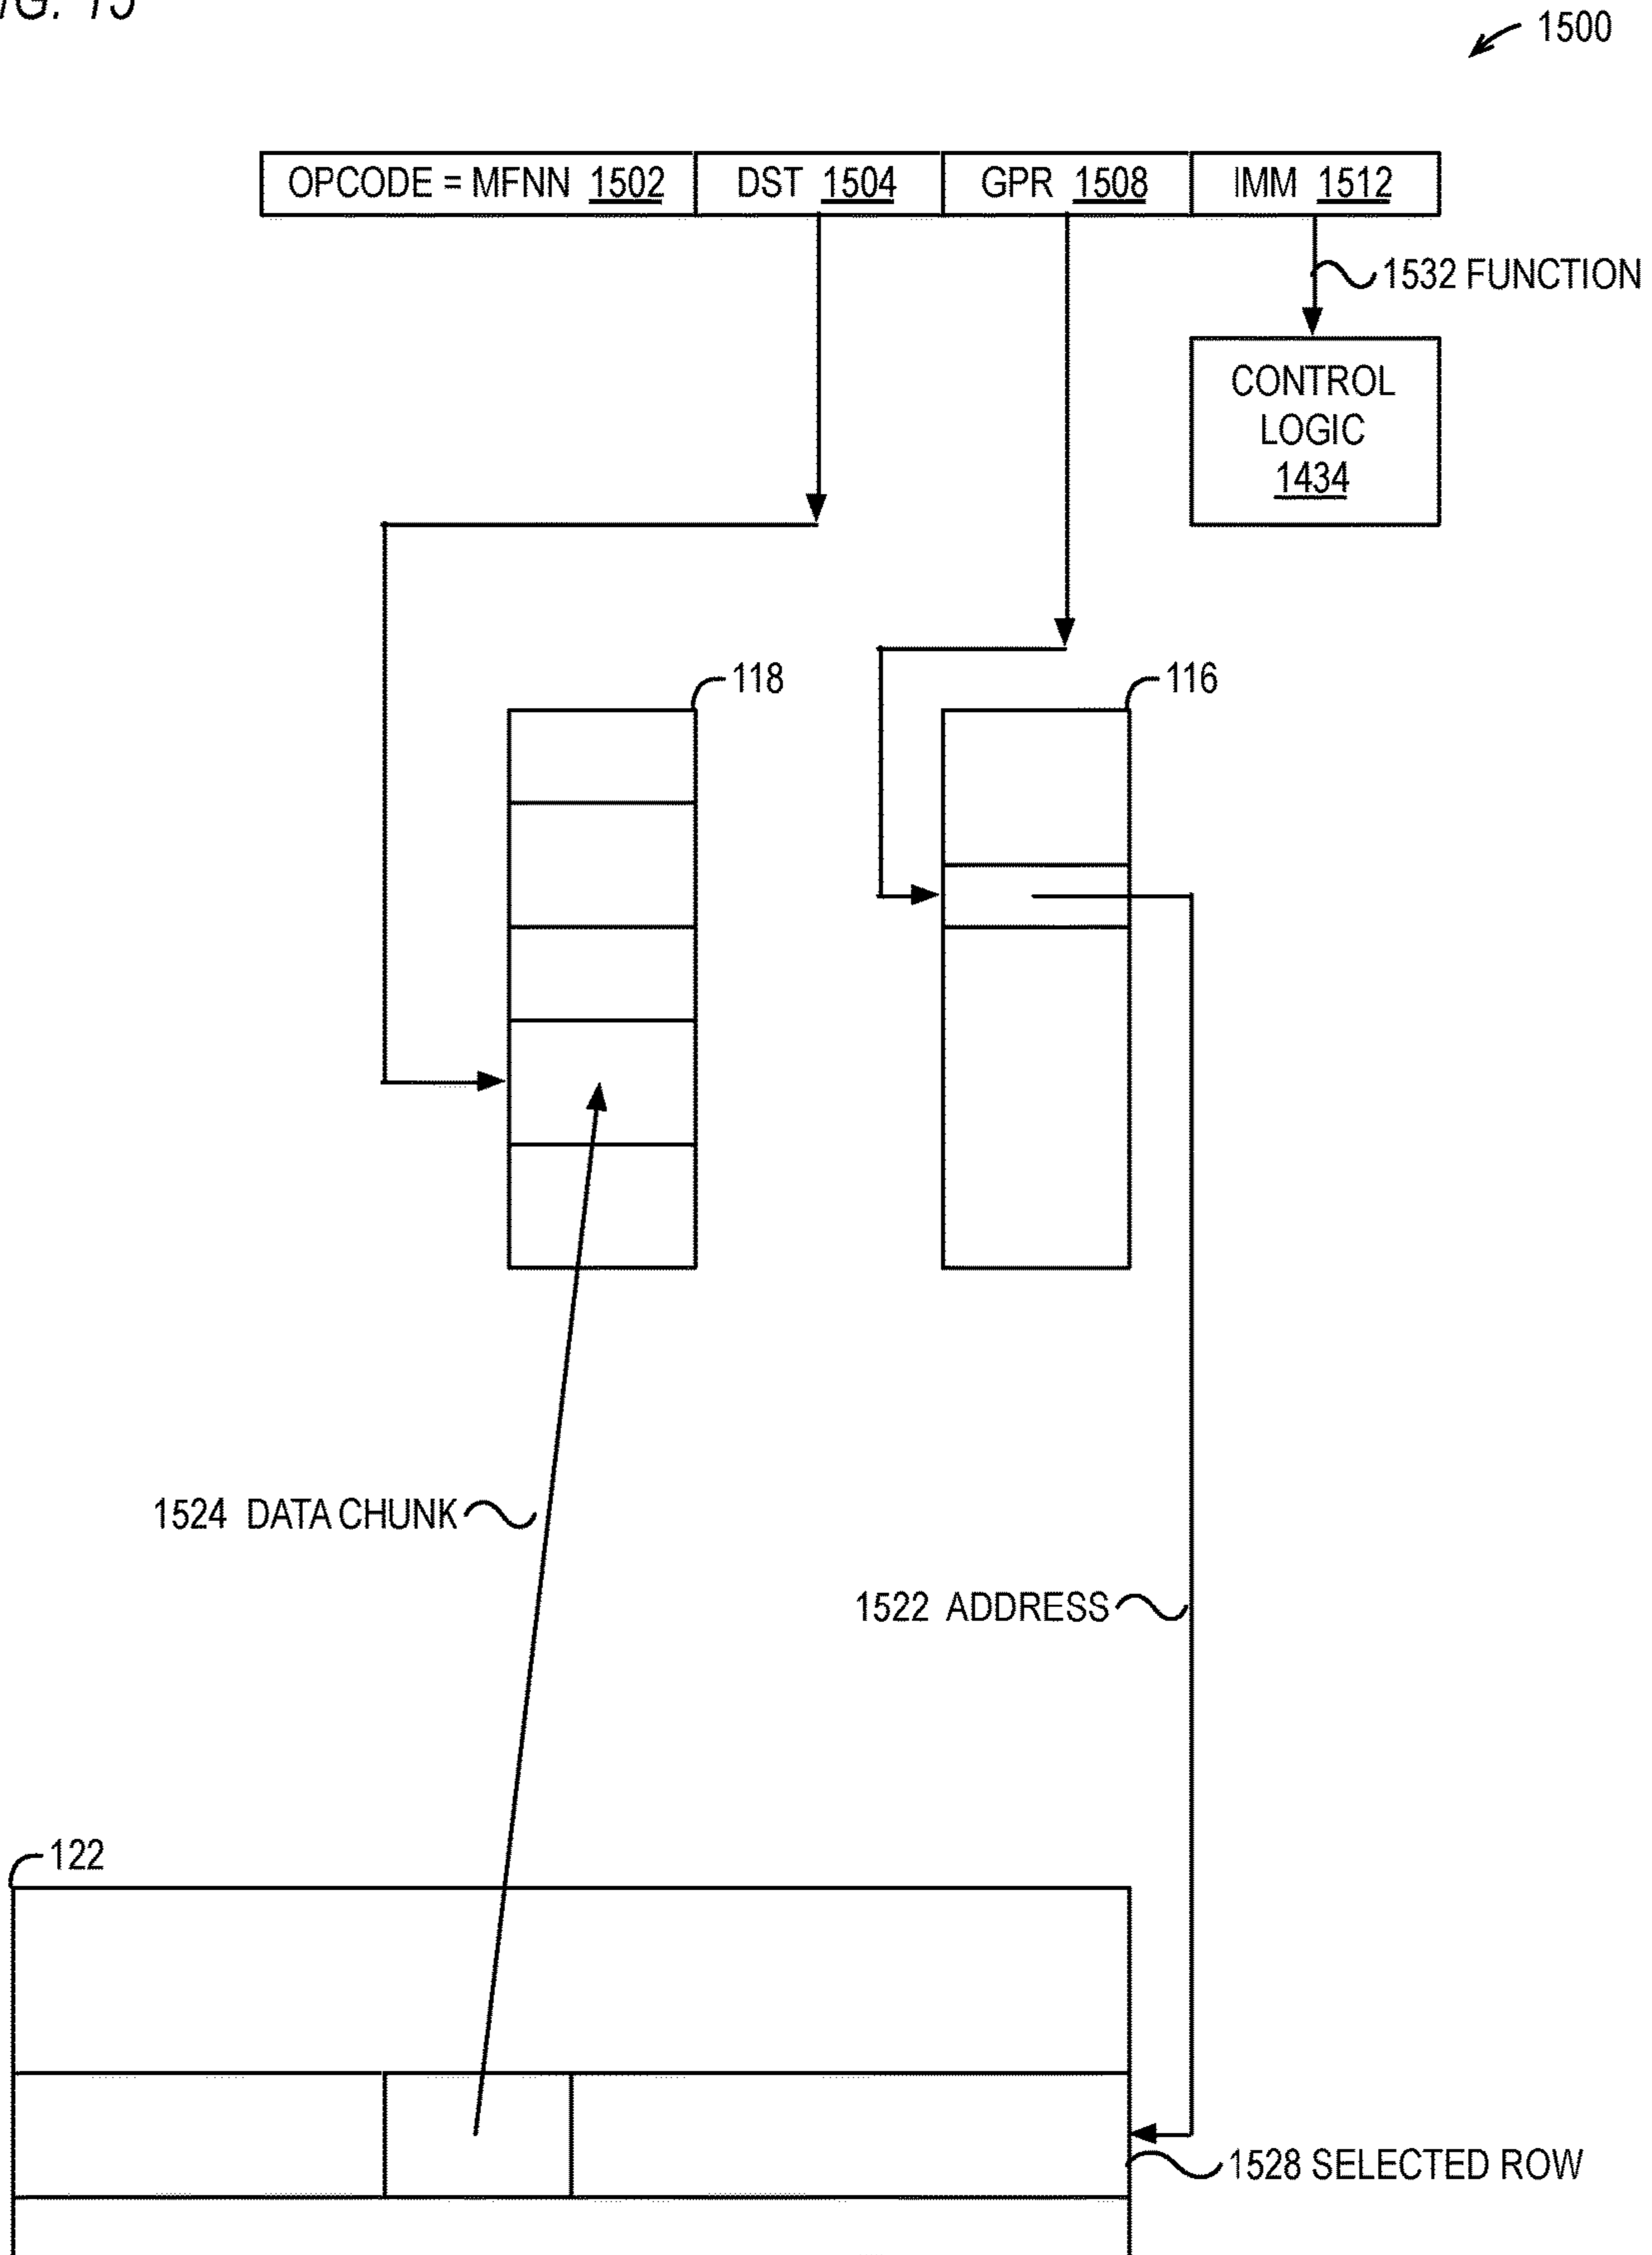 1500
OPCODE = MFNN 1502 DST 1504 GPR 1508 IMM 1512
1532 FUNCTION
CONTROL
LOGIC
1434
118
116
1524 DATA CHUNK
1522 ADDRESS
122
1528 SELECTED ROW